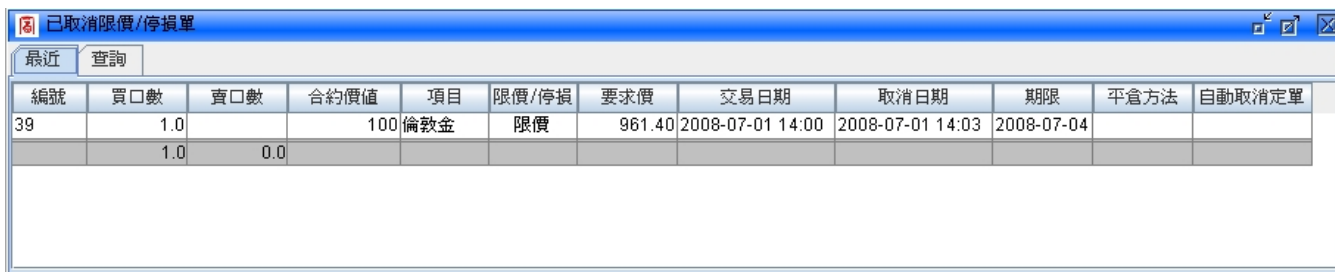 已取消限價/停損單
最近 查詢
編號 買口數 賣口數 合約價值 項目 限價/停損 要求價 交易日期 取消日期 期限 平倉方法 自動取消定單
39 1.0 100 倫敦金 限價 961.40 2008-07-01 14:00 2008-07-01 14:03 2008-07-04
1.0 0.0